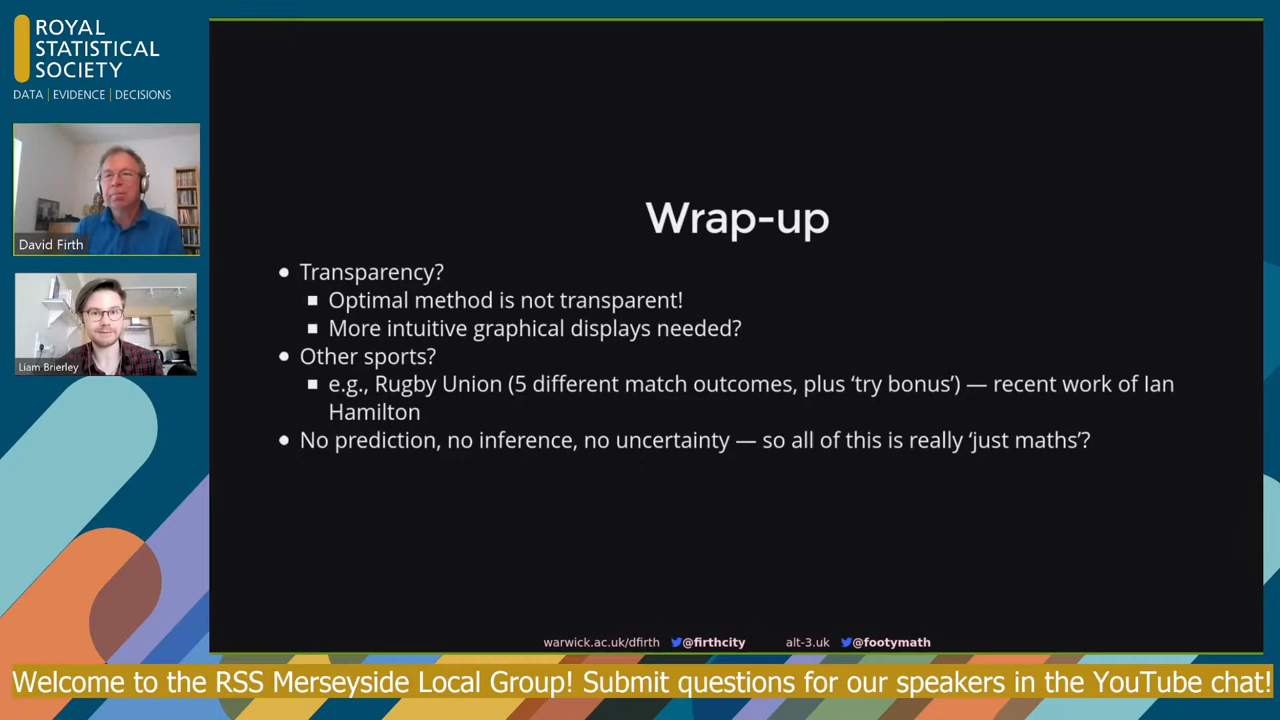 ROYAL
STATISTICAL
SOCIETY
DATA | EVIDENCE | DECISIONS
David Firth
Liam Brierley
Wrap-up
Transparency?
Optimal method is not transparent!
More intuitive graphical displays needed?
Other sports?
e.g., Rugby Union (5 different match outcomes, plus ‘try bonus’) — recent work of Ian
Hamilton
No prediction, no inference, no uncertainty — so all of this is really ‘just maths’?
warwick.ac.uk/dfirth @firthcity alt-3.uk @footymath
Welcome to the RSS Merseyside Local Group! Submit questions for our speakers in the YouTube chat!